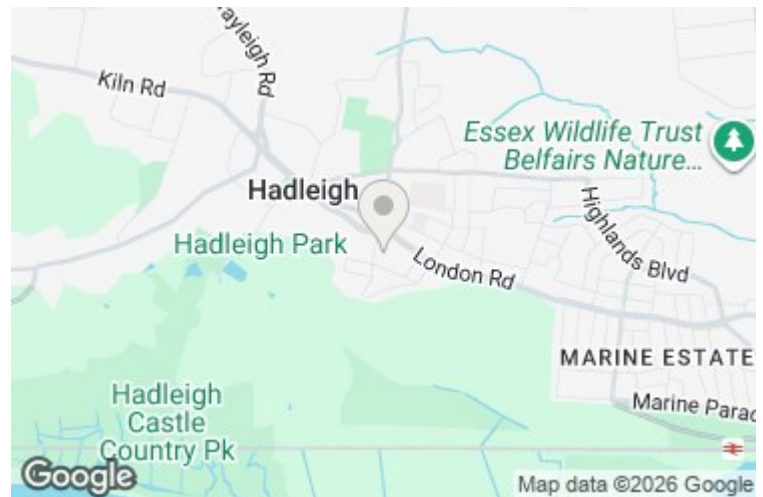 Rayleigh Rd
Kiln Rd
Essex Wildlife Trust
Belfairs Nature...
Hadleigh
Highlands Blvd
Hadleigh Park
London Rd
MARINE ESTATE
Hadleigh
Castle
Country Pk
Marine Parad
Google
Map data ©2026 Google